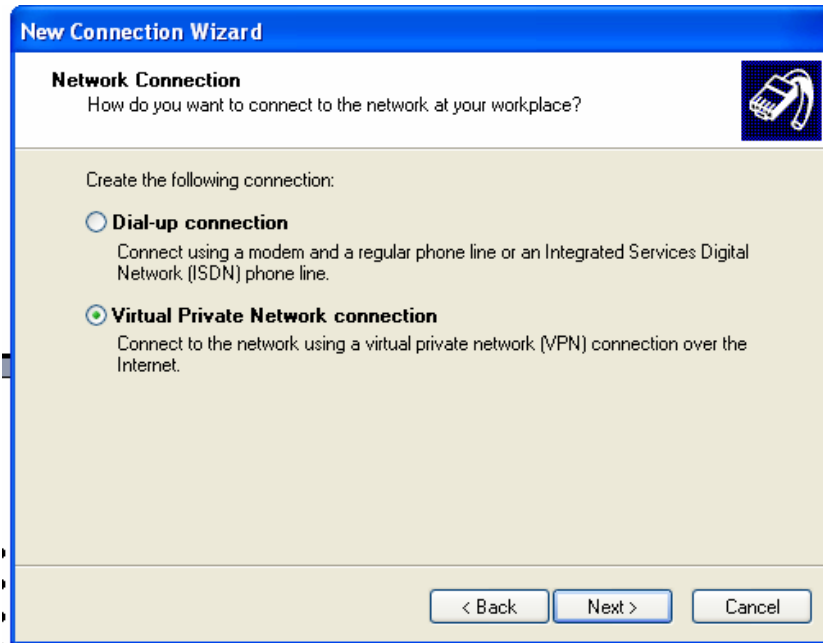 New Connection Wizard
Network Connection
How do you want to connect to the network at your workplace?
Create the following connection:
Dial-up connection
Connect using a modem and a regular phone line or an Integrated Services Digital
Network (ISDN) phone line.
Virtual Private Network connection
Connect to the network using a virtual private network (VPN) connection over the
Internet.
< Back Next > Cancel